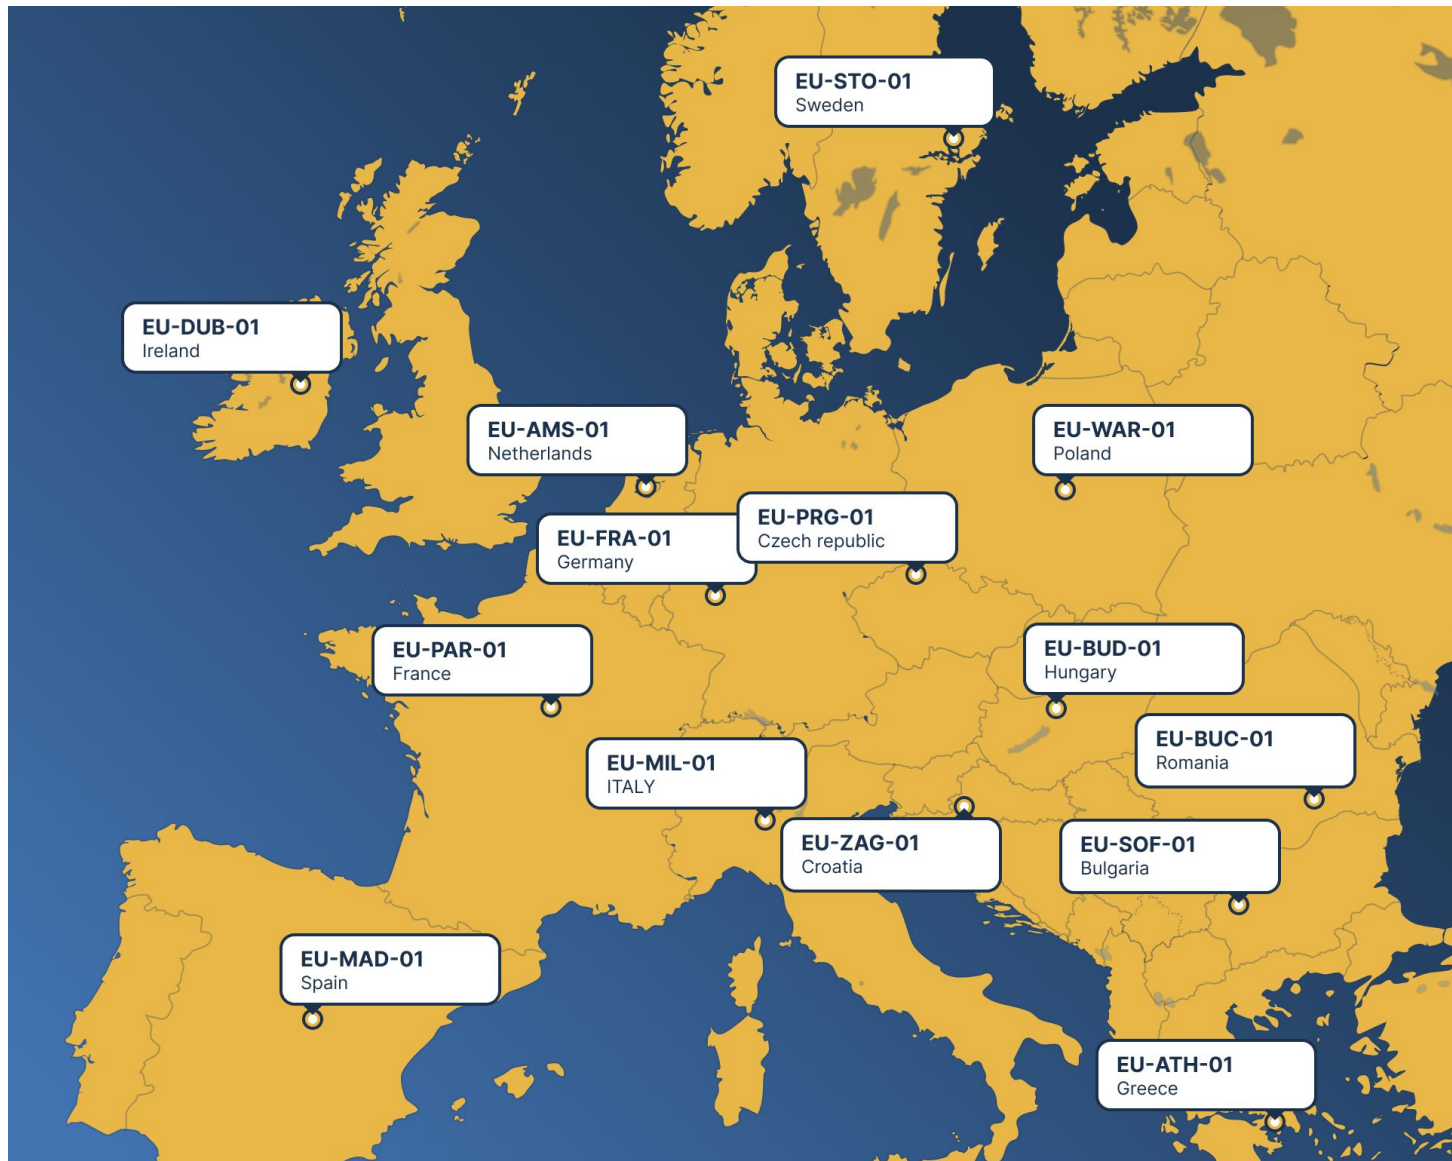 EU-STO-01
Sweden
EU-DUB-01
Ireland
EU-AMS-01
Netherlands
EU-WAR-01
Poland
EU-PRG-01
Czech republic
EU-FRA-01
Germany
EU-PAR-01
France
EU-BUD-01
Hungary
EU-BUC-01
Romania
EU-MIL-01
ITALY
EU-ZAG-01
Croatia
EU-SOF-01
Bulgaria
EU-MAD-01
Spain
EU-ATH-01
Greece